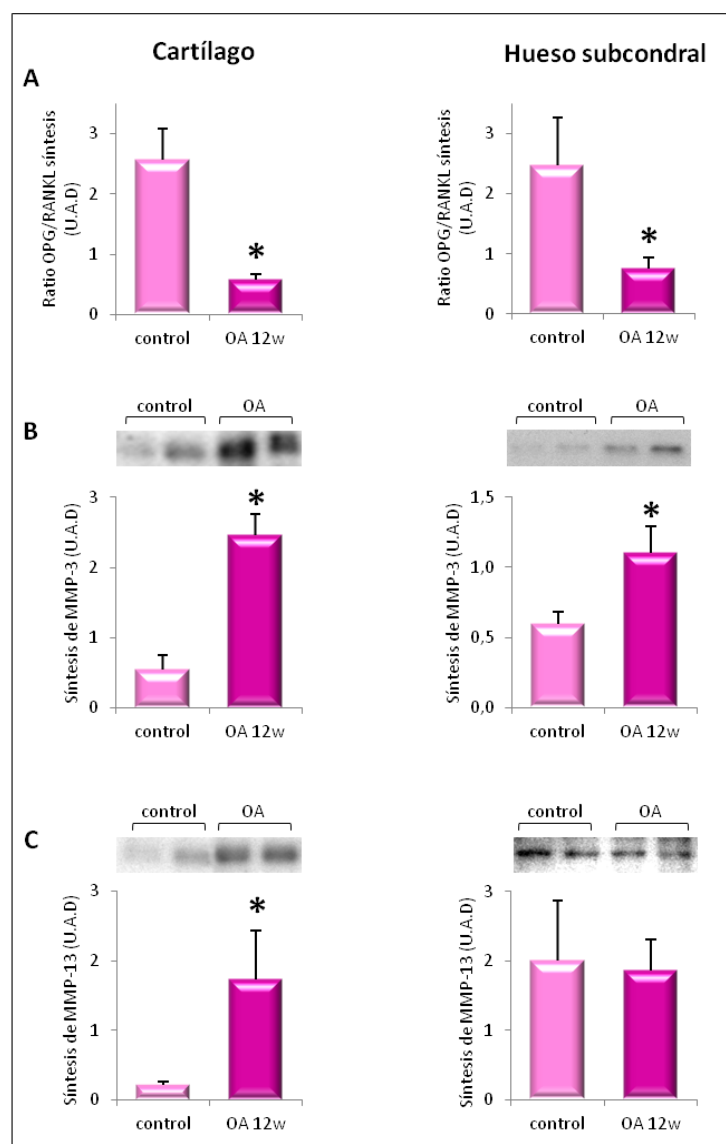 Cartílago
Hueso subcondral
A
Ratio OPG/RANKL síntesis
(U.A.D)
3
2
1
0
*
control
OA 12w
Ratio OPG/RANKL síntesis
(U.A.D)
3
2
1
0
*
control
OA 12w
B
control
OA
Síntesis de MMP-3 (U.A.D)
3
2
1
0
*
control
OA 12w
control
OA
Síntesis de MMP-3 (U.A.D)
1,5
1,0
0,5
0,0
*
control
OA 12w
C
control
OA
Síntesis de MMP-13 (U.A.D)
3
2
1
0
*
control
OA 12w
control
OA
Síntesis de MMP-13 (U.A.D)
3
2
1
0
control
OA 12w